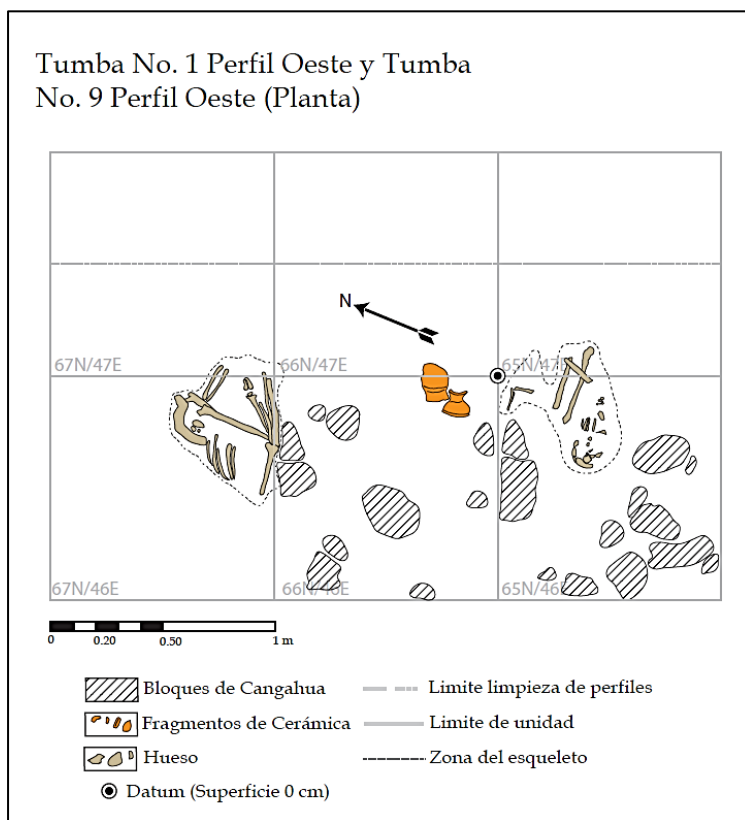 Tumba No. 1 Perfil Oeste y Tumba
No. 9 Perfil Oeste (Planta)
N
67N/47E
66N/47E
65N/47E
67N/46E
66N/46E
65N/46E
0 0.20 0.50 1 m
Bloques de Cangahua
Limite limpieza de perfiles
Fragmentos de Cerámica
Limite de unidad
Hueso
Zona del esqueleto
Datum (Superficie 0 cm)